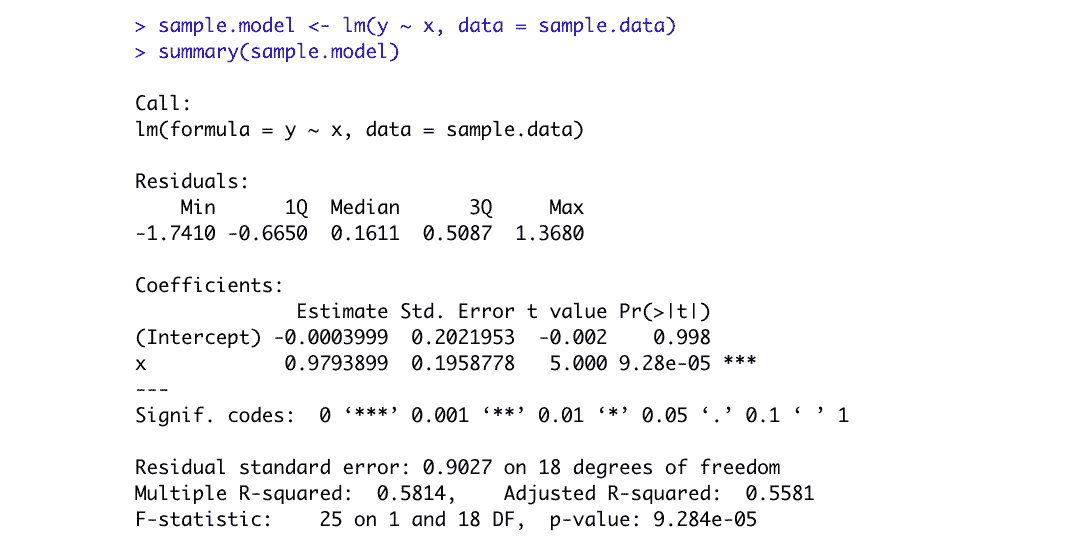 > sample.model <- lm(y ~ x, data = sample.data)
> summary(sample.model)
Call:
lm(formula = y ~ x, data = sample.data)
Residuals:
    Min      1Q  Median      3Q     Max
-1.7410 -0.6650  0.1611  0.5087  1.3680
Coefficients:
              Estimate Std. Error t value Pr(>|t|)
(Intercept) -0.0003999  0.2021953  -0.002    0.998
x            0.9793899  0.1958778   5.000 9.28e-05 ***
---
Signif. codes:  0 ‘***’ 0.001 ‘**’ 0.01 ‘*’ 0.05 ‘.’ 0.1 ‘ ’ 1
Residual standard error: 0.9027 on 18 degrees of freedom
Multiple R-squared:  0.5814,    Adjusted R-squared:  0.5581
F-statistic:    25 on 1 and 18 DF,  p-value: 9.284e-05